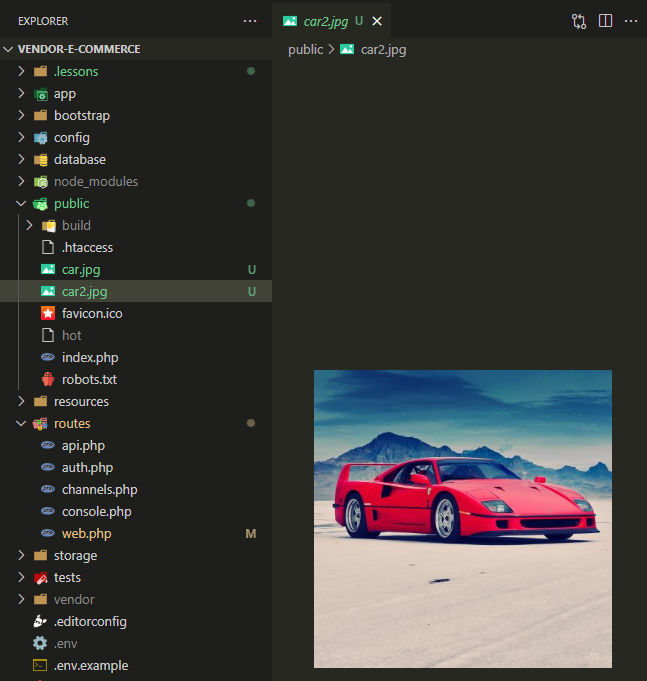 EXPLORER
car2.jpg U
VENDOR-E-COMMERCE
public > car2.jpg
.lessons
app
bootstrap
config
database
node_modules
public
build
.htaccess
car.jpg U
car2.jpg U
favicon.ico
hot
index.php
robots.txt
resources
routes
api.php
auth.php
channels.php
console.php
web.php M
storage
tests
vendor
.editorconfig
.env
.env.example